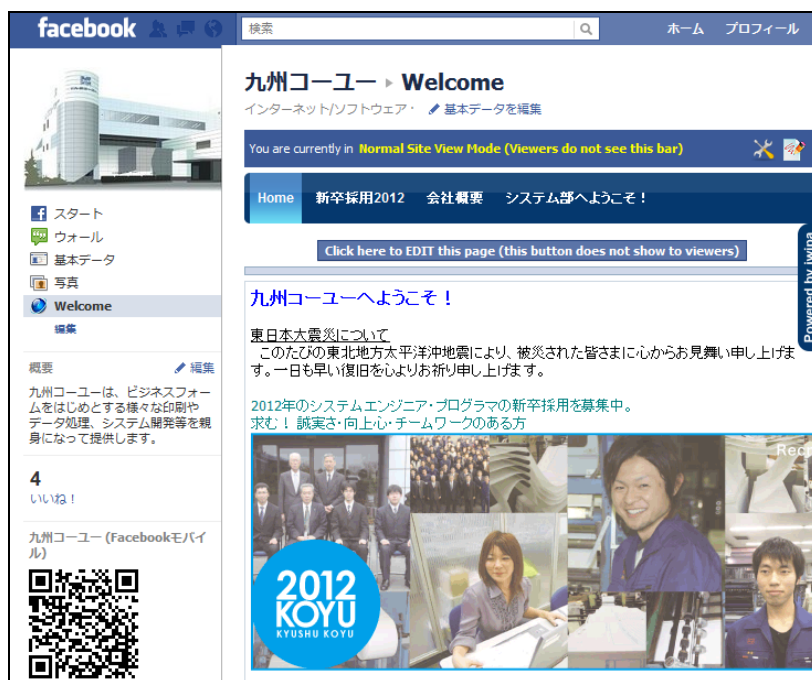 facebook
検索
ホーム プロフィール
九州コーユー ▸ Welcome
インターネット/ソフトウェア・ 基本データを編集
You are currently in Normal Site View Mode (Viewers do not see this bar)
Home 新卒採用2012 会社概要 システム部へようこそ！
Click here to EDIT this page (this button does not show to viewers)
スタート
ウォール
基本データ
写真
Welcome
編集
概要 編集
九州コーユーは、ビジネスフォー
ムをはじめとする様々な印刷や
データ処理、システム開発等を親
身になって提供します。
4
いいね！
九州コーユー (Facebookモバイ
ル)
九州コーユーへようこそ！
東日本大震災について
このたびの東北地方太平洋沖地震により、被災された皆さまに心からお見舞い申し上げま
す。一日も早い復旧を心よりお祈り申し上げます。
2012年のシステムエンジニア・プログラマの新卒採用を募集中。
求む！ 誠実さ・向上心・チームワークのある方
Recr
2012
KOYU
KYUSHU KOYU
Powered by iwipa